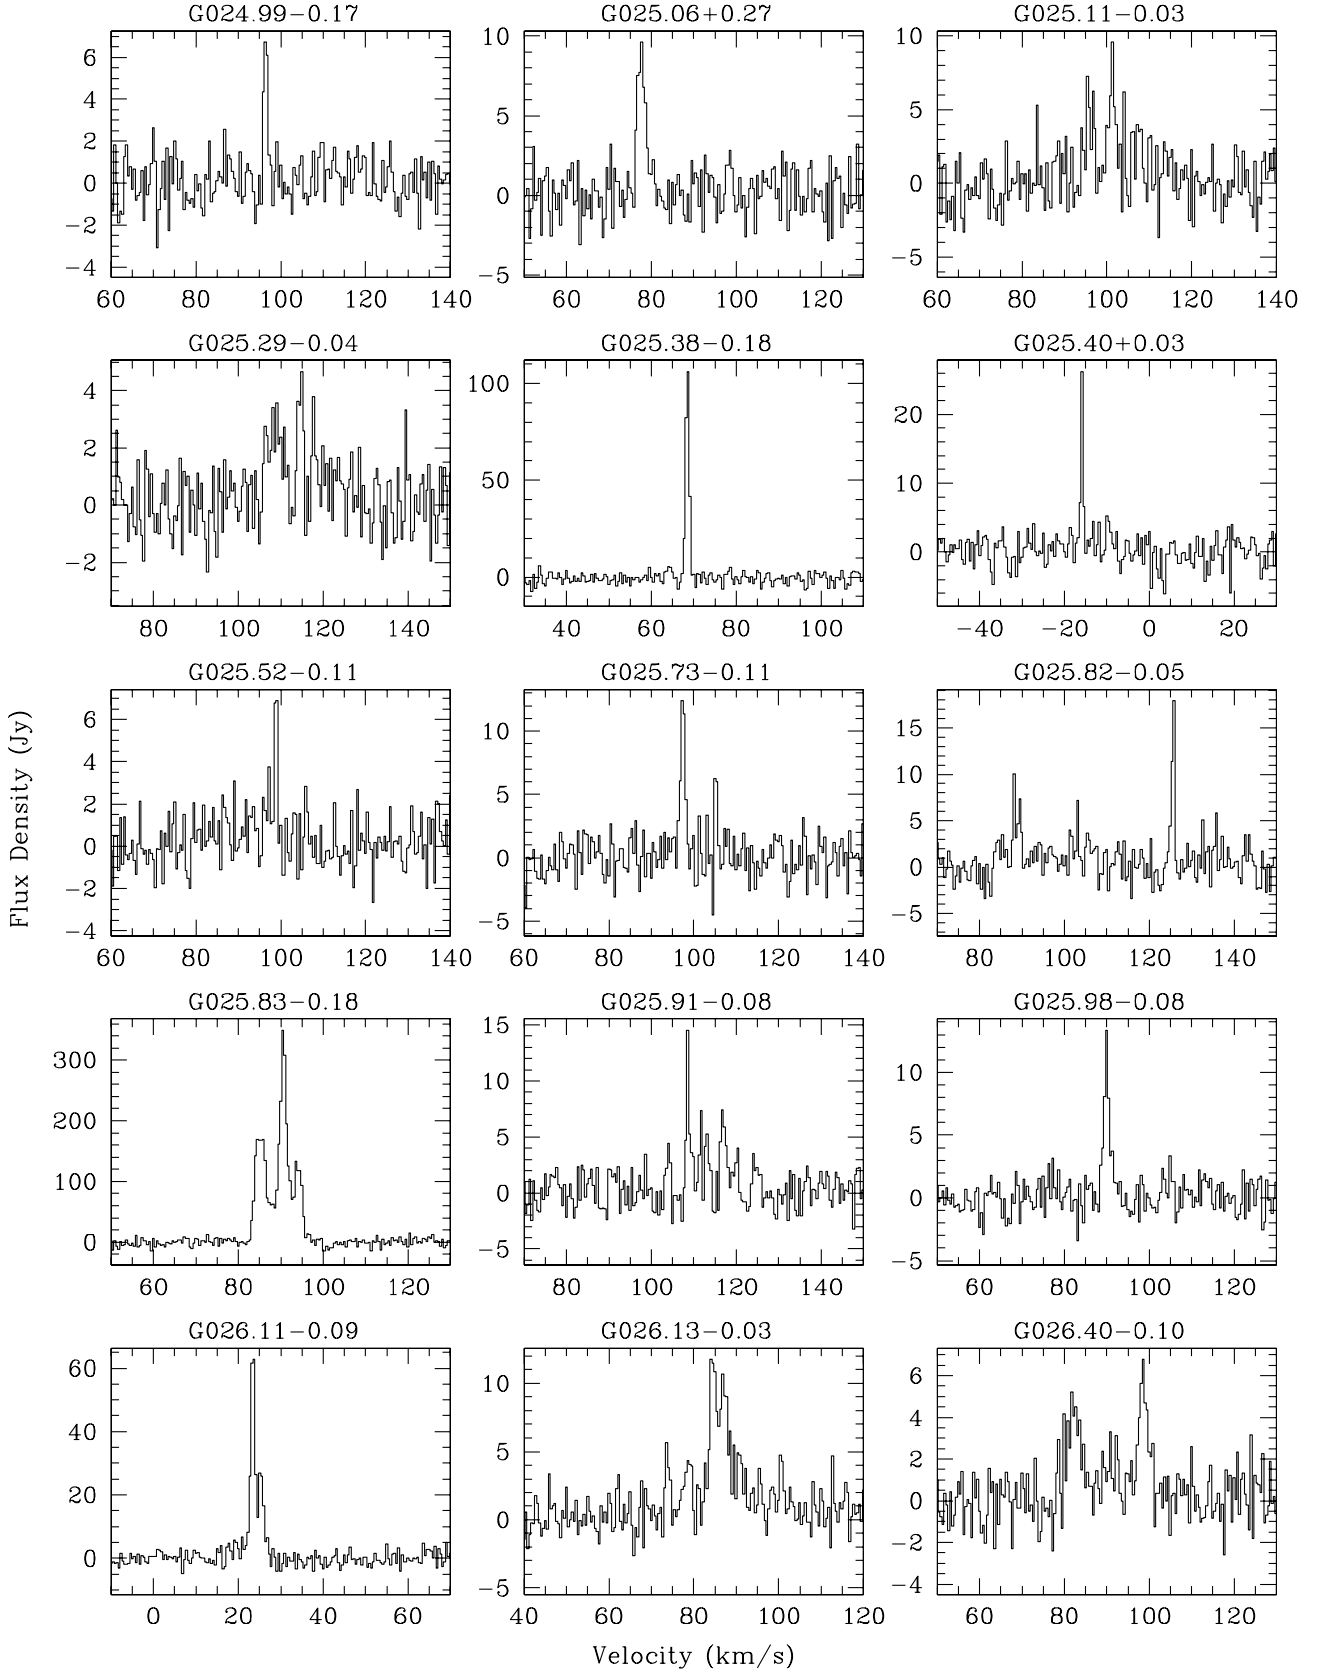 G024.99−0.17 G025.06+0.27 G025.11−0.03
6 4 2 0 −2 −4
10 5 0 −5
10 5 0 −5
60 80 100 120 140
60 80 100 120
60 80 100 120 140
G025.29−0.04 G025.38−0.18 G025.40+0.03
4 2 0 −2
100 50 0
20 10 0
80 100 120 140
40 60 80 100
−40 −20 0 20
G025.52−0.11 G025.73−0.11 G025.82−0.05
6 4 2 0 −2 −4
10 5 0 −5
15 10 5 0 −5
60 80 100 120 140
60 80 100 120 140
80 100 120 140
Flux Density (Jy)
G025.83−0.18 G025.91−0.08 G025.98−0.08
300 200 100 0
15 10 5 0 −5
10 5 0 −5
60 80 100 120
80 100 120 140
60 80 100 120
G026.11−0.09 G026.13−0.03 G026.40−0.10
60 40 20 0
10 5 0 −5
6 4 2 0 −2 −4
0 20 40 60
40 60 80 100 120
60 80 100 120
Velocity (km/s)